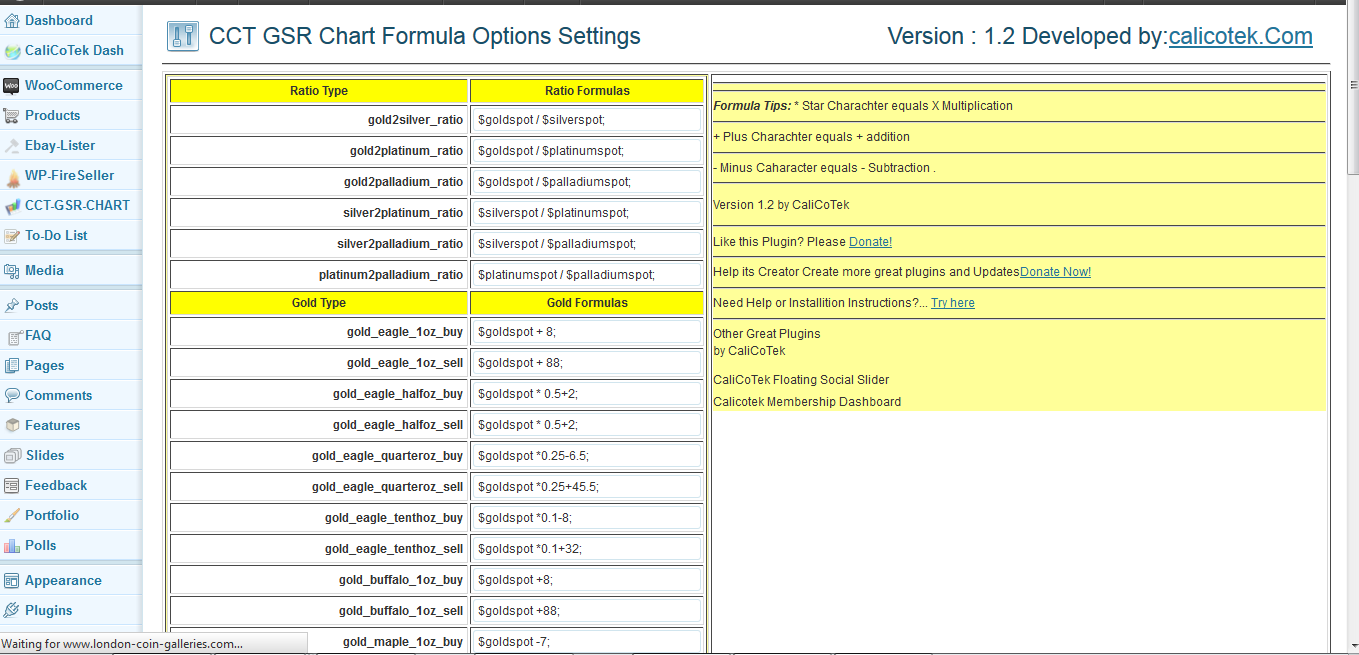 Dashboard
CaliCoTek Dash
WooCommerce
Products
Ebay-Lister
WP-FireSeller
CCT-GSR-CHART
To-Do List
Media
Posts
FAQ
Pages
Comments
Features
Slides
Feedback
Portfolio
Polls
Appearance
Plugins
Waiting for www.london-coin-galleries.com...
CCT GSR Chart Formula Options Settings
Version : 1.2 Developed by:calicotek.Com
Ratio Type Ratio Formulas
gold2silver_ratio $goldspot / $silverspot;
gold2platinum_ratio $goldspot / $platinumspot;
gold2palladium_ratio $goldspot / $palladiumspot;
silver2platinum_ratio $silverspot / $platinumspot;
silver2palladium_ratio $silverspot / $palladiumspot;
platinum2palladium_ratio $platinumspot / $palladiumspot;
Gold Type Gold Formulas
gold_eagle_1oz_buy $goldspot + 8;
gold_eagle_1oz_sell $goldspot + 88;
gold_eagle_halfoz_buy $goldspot * 0.5+2;
gold_eagle_halfoz_sell $goldspot * 0.5+2;
gold_eagle_quarteroz_buy $goldspot *0.25-6.5;
gold_eagle_quarteroz_sell $goldspot *0.25+45.5;
gold_eagle_tenthoz_buy $goldspot *0.1-8;
gold_eagle_tenthoz_sell $goldspot *0.1+32;
gold_buffalo_1oz_buy $goldspot +8;
gold_buffalo_1oz_sell $goldspot +88;
gold_maple_1oz_buy $goldspot -7;
Formula Tips: * Star Charachter equals X Multiplication
+ Plus Charachter equals + addition
- Minus Caharacter equals - Subtraction .
Version 1.2 by CaliCoTek
Like this Plugin? Please Donate!
Help its Creator Create more great plugins and UpdatesDonate Now!
Need Help or Installition Instructions?... Try here
Other Great Plugins
by CaliCoTek
CaliCoTek Floating Social Slider
Calicotek Membership Dashboard